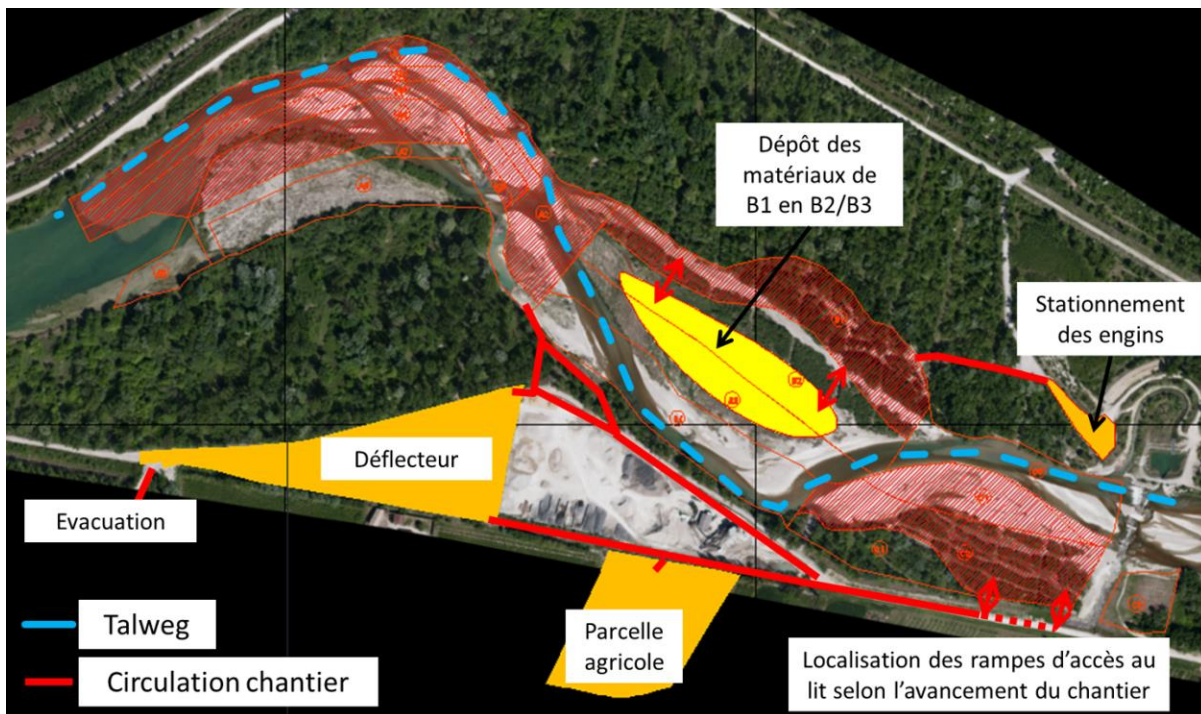 Dépôt des
matériaux de
B1 en B2/B3
Stationnement
des engins
Déflecteur
Evacuation
Parcelle
agricole
Talweg
Circulation chantier
Localisation des rampes d’accès au
lit selon l’avancement du chantier